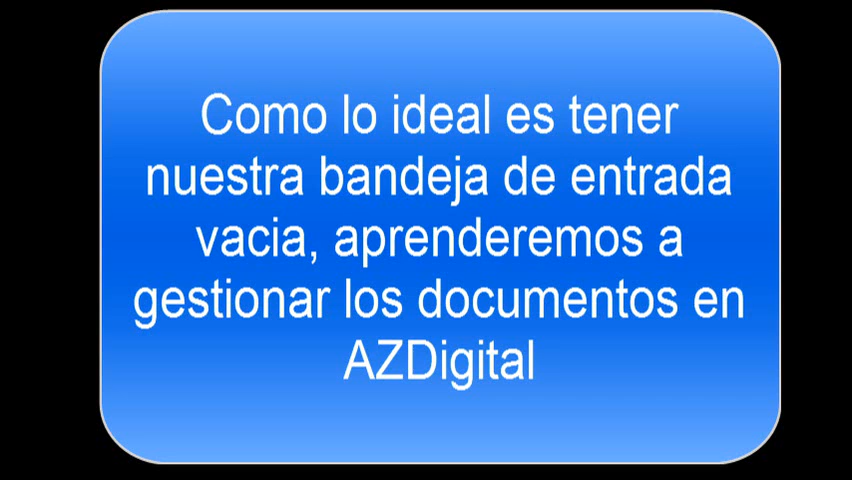 Como lo ideal es tener
nuestra bandeja de entrada
vacia, aprenderemos a
gestionar los documentos en
AZDigital